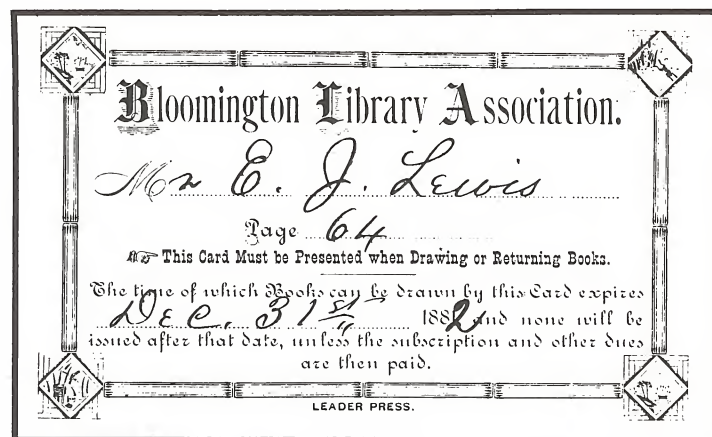 Bloomington Library Association.
Mr E. J. Lewis
Page 64
☞ This Card Must be Presented when Drawing or Returning Books.
The time of which Books can be drawn by this Card expires
Dec. 31st 1882 and none will be
issued after that date, unless the subscription and other dues
are then paid.
LEADER PRESS.